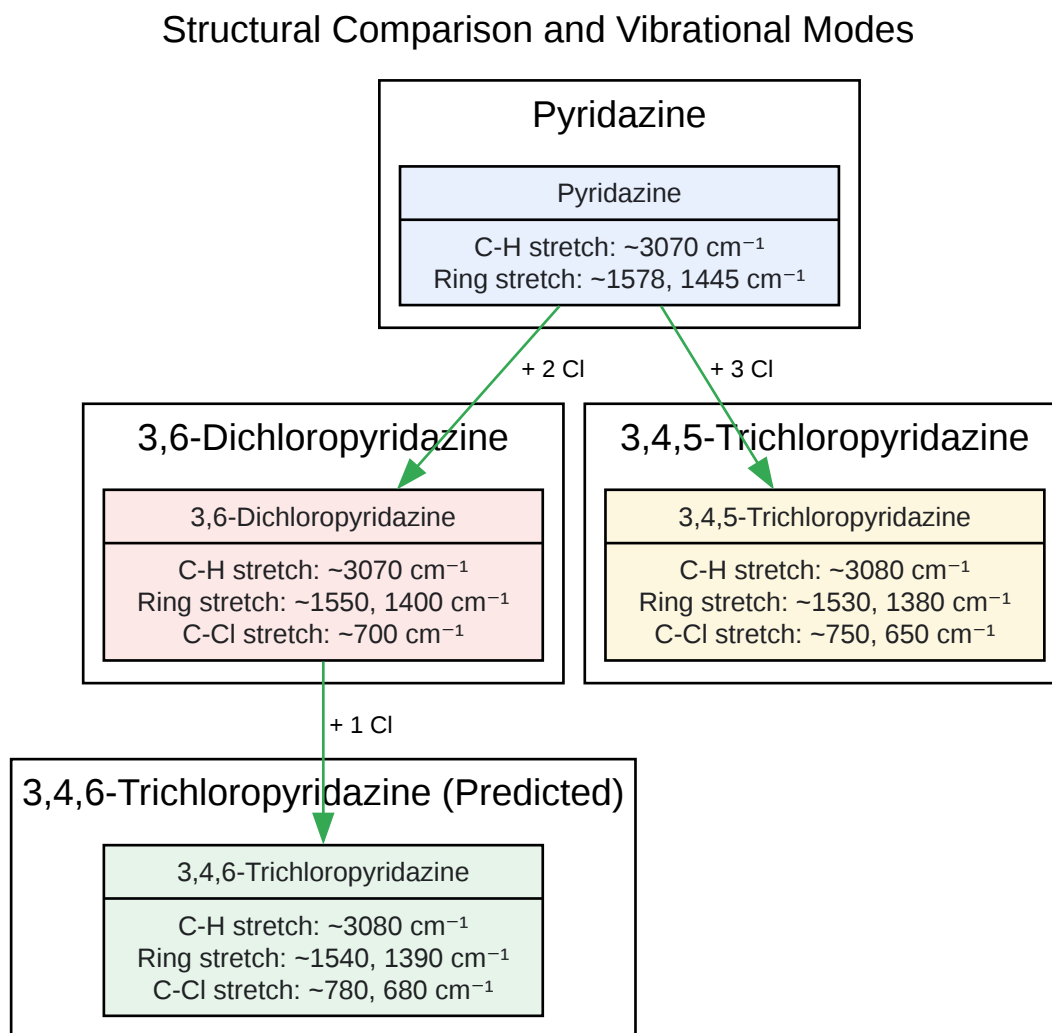 Structural Comparison and Vibrational Modes
Pyridazine
Pyridazine
C-H stretch: ~3070 cm⁻¹
Ring stretch: ~1578, 1445 cm⁻¹
+ 2 Cl
+ 3 Cl
3,6-Dichloropyridazine
3,6-Dichloropyridazine
C-H stretch: ~3070 cm⁻¹
Ring stretch: ~1550, 1400 cm⁻¹
C-Cl stretch: ~700 cm⁻¹
3,4,5-Trichloropyridazine
3,4,5-Trichloropyridazine
C-H stretch: ~3080 cm⁻¹
Ring stretch: ~1530, 1380 cm⁻¹
C-Cl stretch: ~750, 650 cm⁻¹
+ 1 Cl
3,4,6-Trichloropyridazine (Predicted)
3,4,6-Trichloropyridazine
C-H stretch: ~3080 cm⁻¹
Ring stretch: ~1540, 1390 cm⁻¹
C-Cl stretch: ~780, 680 cm⁻¹